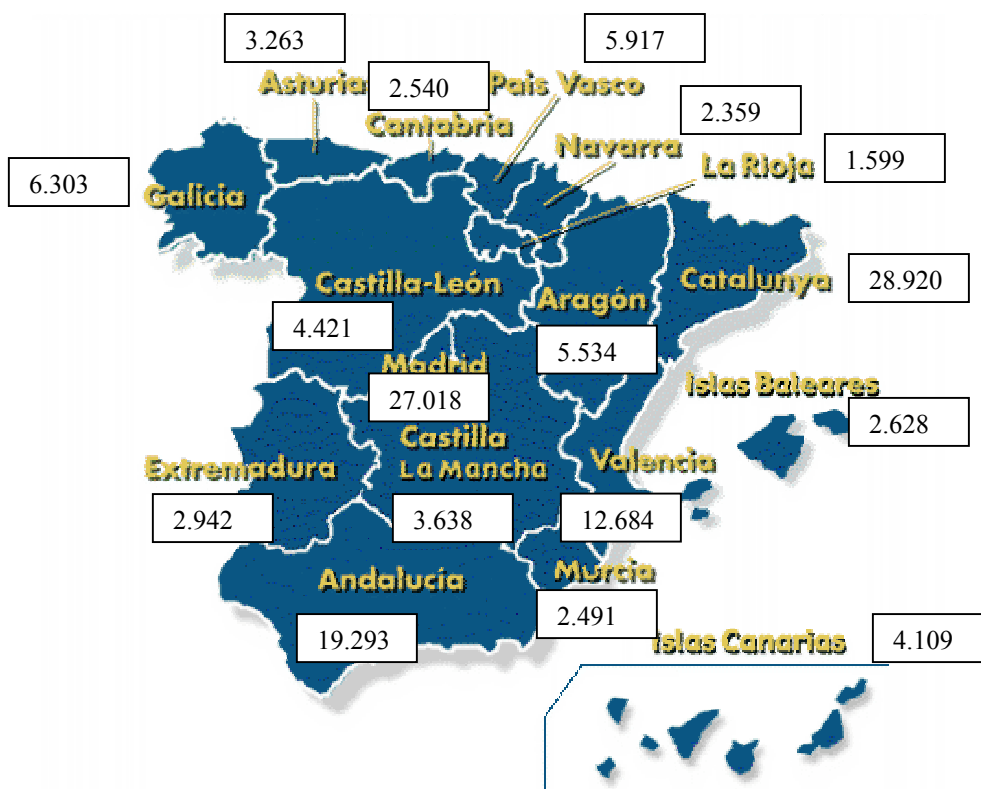 3.263
5.917
Asturia
2.540
Pais Vasco
Cantabria
2.359
Navarra
La Rioja
1.599
6.303
Galicia
Castilla-León
Aragón
Catalunya
28.920
4.421
5.534
Madrid
27.018
Islas Baleares
2.628
Castilla
La Mancha
Extremadura
Valencia
2.942
3.638
12.684
Andalucía
Murcia
2.491
19.293
Islas Canarias
4.109